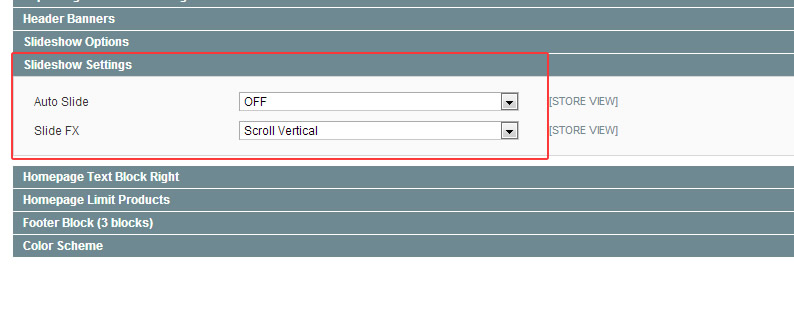 Header Banners
Slideshow Options
Slideshow Settings
Auto Slide OFF [STORE VIEW]
Slide FX Scroll Vertical [STORE VIEW]
Homepage Text Block Right
Homepage Limit Products
Footer Block (3 blocks)
Color Scheme